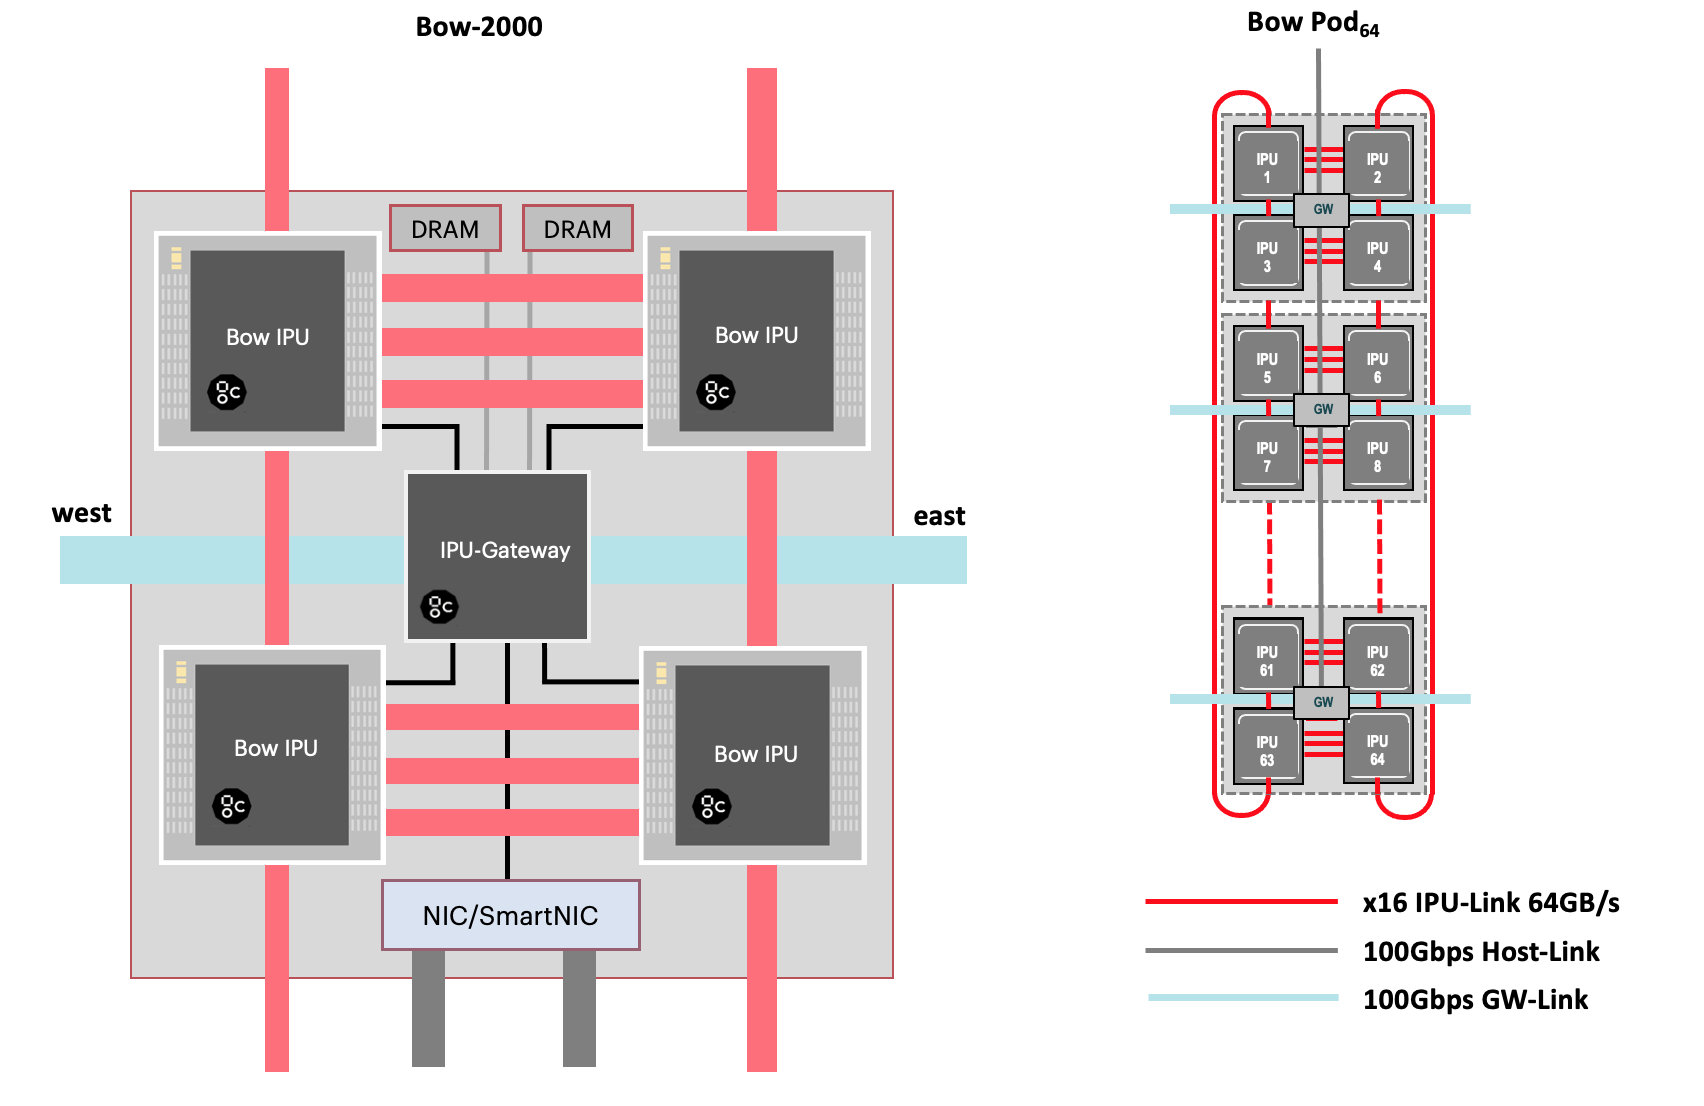 Bow-2000
DRAM
DRAM
Bow IPU
Bow IPU
west
east
IPU-Gateway
Bow IPU
Bow IPU
NIC/SmartNIC
Bow Pod64
IPU
1
IPU
2
GW
IPU
3
IPU
4
IPU
5
IPU
6
GW
IPU
7
IPU
8
IPU
61
IPU
62
GW
IPU
63
IPU
64
x16 IPU-Link 64GB/s
100Gbps Host-Link
100Gbps GW-Link